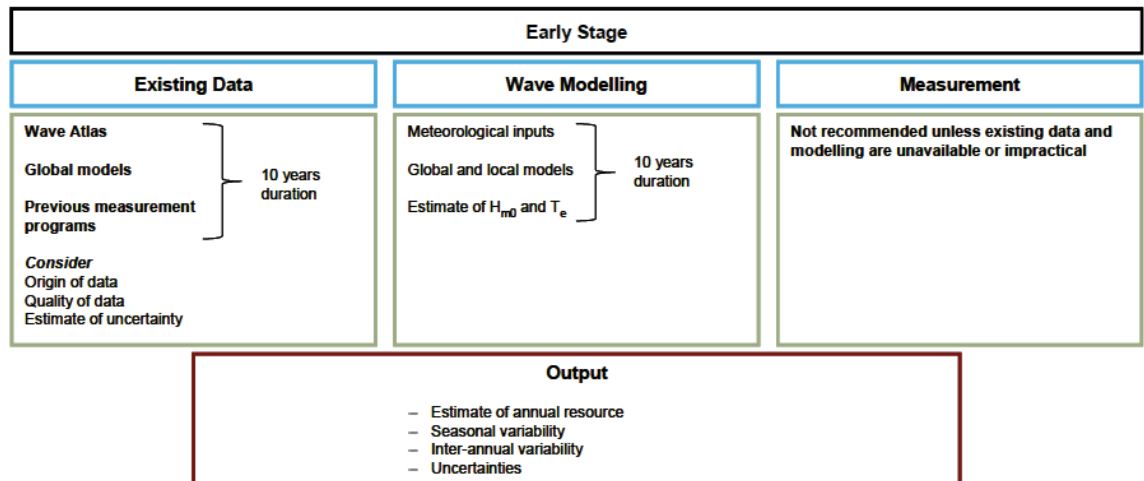 Early Stage
Existing Data
Wave Atlas
Global models
Previous measurement
programs
10 years
duration
Consider
Origin of data
Quality of data
Estimate of uncertainty
Wave Modelling
Meteorological inputs
Global and local models
Estimate of Hm0 and Te
10 years
duration
Measurement
Not recommended unless existing data and
modelling are unavailable or impractical
Output
– Estimate of annual resource
– Seasonal variability
– Inter-annual variability
– Uncertainties